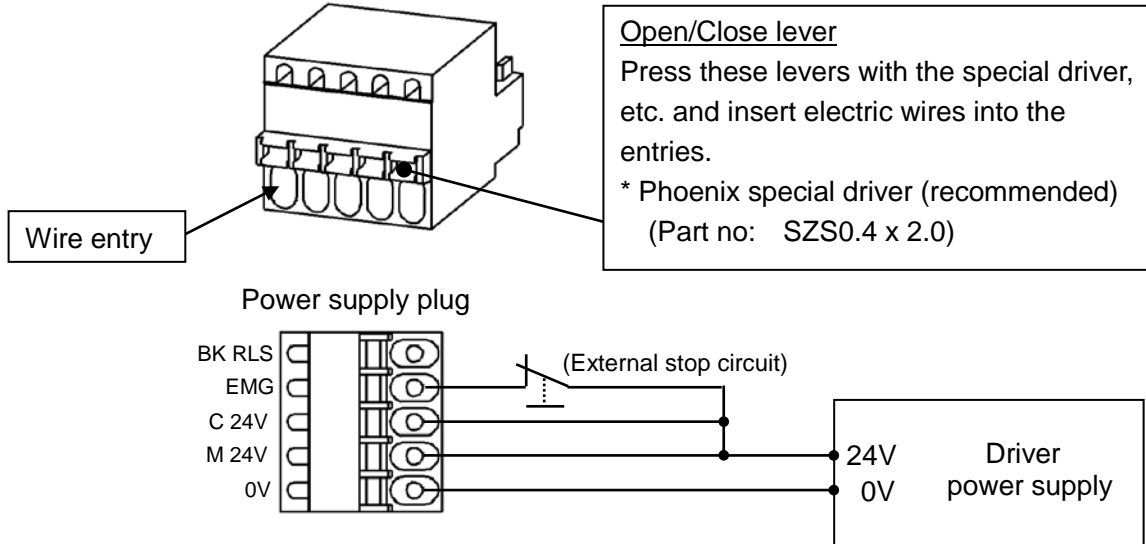 Open/Close lever
Press these levers with the special driver,
etc. and insert electric wires into the
entries.
* Phoenix special driver (recommended)
(Part no: SZS0.4 x 2.0)
Wire entry
Power supply plug
BK RLS
EMG
C 24V
M 24V
0V
(External stop circuit)
24V
0V
Driver
power supply